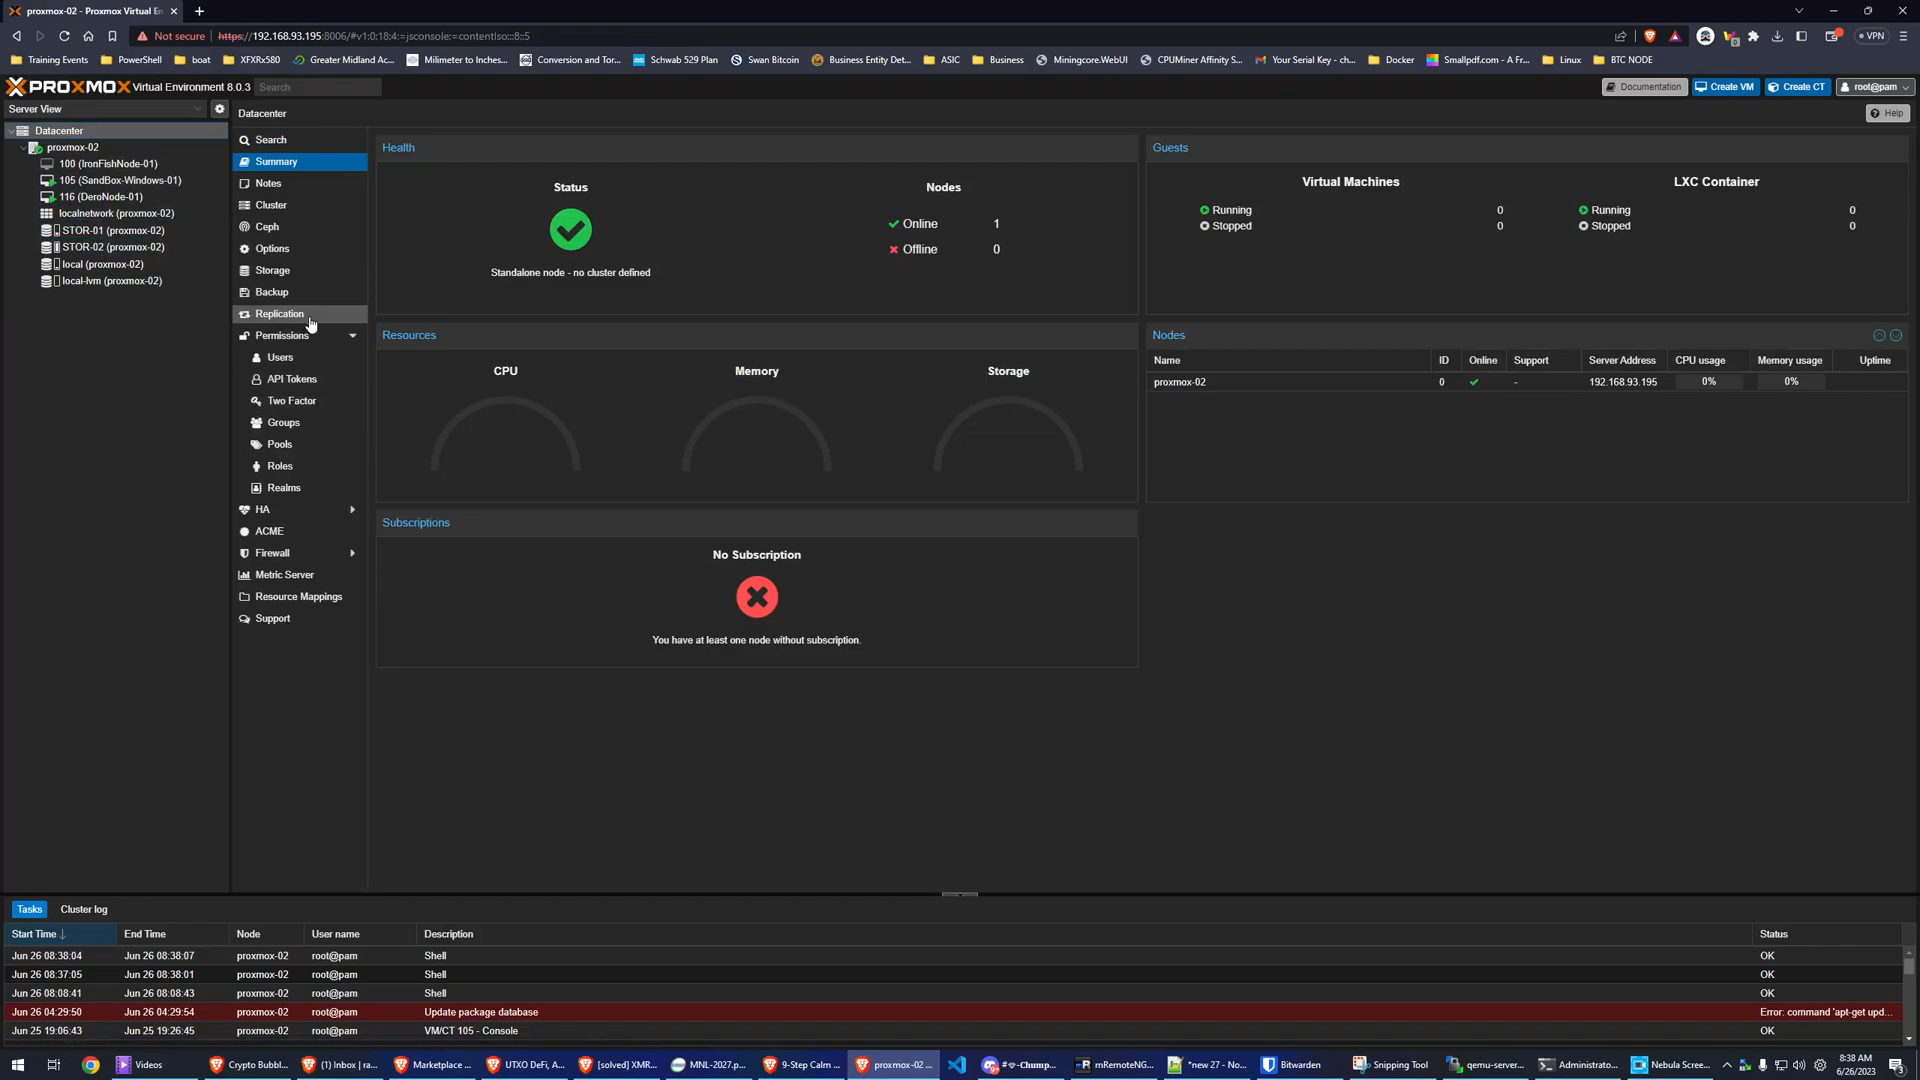 proxmox-02 - Proxmox Virtual En
Not secure https://192.168.93.195:8006/#v1:0:18:4:=jsconsole:=contentIso:::8::5
VPN
Training Events PowerShell boat XFXRx580 Greater Midland Ac... Milimeter to Inches... Conversion and Tor... Schwab 529 Plan Swan Bitcoin Business Entity Det... ASIC Business Miningcore.WebUI CPUMiner Affinity S... Your Serial Key - ch... Docker Smallpdf.com - A Fr... Linux BTC NODE
PROXMOX Virtual Environment 8.0.3 Search Documentation Create VM Create CT root@pam
Server View
Datacenter
Help
Datacenter
proxmox-02
100 (IronFishNode-01)
105 (SandBox-Windows-01)
116 (DeroNode-01)
localnetwork (proxmox-02)
STOR-01 (proxmox-02)
STOR-02 (proxmox-02)
local (proxmox-02)
local-lvm (proxmox-02)
Search
Summary
Notes
Cluster
Ceph
Options
Storage
Backup
Replication
Permissions
Users
API Tokens
Two Factor
Groups
Pools
Roles
Realms
HA
ACME
Firewall
Metric Server
Resource Mappings
Support
Health
Status
Standalone node - no cluster defined
Nodes
Online 1
Offline 0
Guests
Virtual Machines
Running 0
Stopped 0
LXC Container
Running 0
Stopped 0
Resources
CPU
Memory
Storage
Nodes
Name ID Online Support Server Address CPU usage Memory usage Uptime
proxmox-02 0 - 192.168.93.195 0% 0%
Subscriptions
No Subscription
You have at least one node without subscription.
Tasks Cluster log
Start Time End Time Node User name Description Status
Jun 26 08:38:04 Jun 26 08:38:07 proxmox-02 root@pam Shell OK
Jun 26 08:37:05 Jun 26 08:38:01 proxmox-02 root@pam Shell OK
Jun 26 08:08:41 Jun 26 08:08:43 proxmox-02 root@pam Shell OK
Jun 26 04:29:50 Jun 26 04:29:54 proxmox-02 root@pam Update package database Error: command 'apt-get upd...
Jun 25 19:06:43 Jun 25 19:26:45 proxmox-02 root@pam VM/CT 105 - Console OK
Videos Crypto Bubbl... (1) Inbox | ra... Marketplace ... UTXO DeFi, A... [solved] XMR... MNL-2027.p... 9-Step Calm ... proxmox-02 ... mRemoteNG... *new 27 - No... Bitwarden Snipping Tool qemu-server... Administrato... Nebula Scree...
8:38 AM
6/26/2023